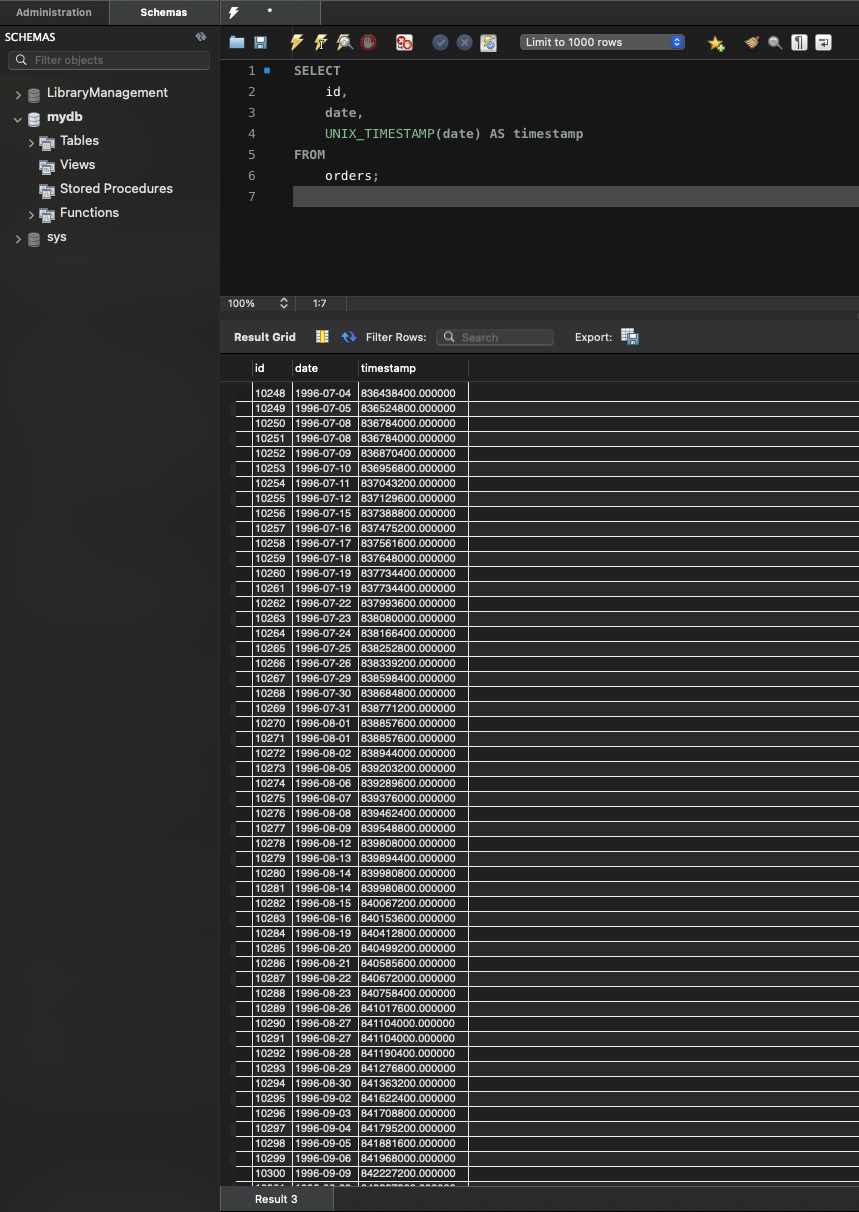 Administration Schemas
SCHEMAS
Filter objects
LibraryManagement
mydb
Tables
Views
Stored Procedures
Functions
sys
*
Limit to 1000 rows
1 SELECT
2 id,
3 date,
4 UNIX_TIMESTAMP(date) AS timestamp
5 FROM
6 orders;
7
100% 1:7
Result Grid Filter Rows: Search Export:
id date timestamp
10248 1996-07-04 836438400.000000
10249 1996-07-05 836524800.000000
10250 1996-07-08 836784000.000000
10251 1996-07-08 836784000.000000
10252 1996-07-09 836870400.000000
10253 1996-07-10 836956800.000000
10254 1996-07-11 837043200.000000
10255 1996-07-12 837129600.000000
10256 1996-07-15 837388800.000000
10257 1996-07-16 837475200.000000
10258 1996-07-17 837561600.000000
10259 1996-07-18 837648000.000000
10260 1996-07-19 837734400.000000
10261 1996-07-19 837734400.000000
10262 1996-07-22 837993600.000000
10263 1996-07-23 838080000.000000
10264 1996-07-24 838166400.000000
10265 1996-07-25 838252800.000000
10266 1996-07-26 838339200.000000
10267 1996-07-29 838598400.000000
10268 1996-07-30 838684800.000000
10269 1996-07-31 838771200.000000
10270 1996-08-01 838857600.000000
10271 1996-08-01 838857600.000000
10272 1996-08-02 838944000.000000
10273 1996-08-05 839203200.000000
10274 1996-08-06 839289600.000000
10275 1996-08-07 839376000.000000
10276 1996-08-08 839462400.000000
10277 1996-08-09 839548800.000000
10278 1996-08-12 839808000.000000
10279 1996-08-13 839894400.000000
10280 1996-08-14 839980800.000000
10281 1996-08-14 839980800.000000
10282 1996-08-15 840067200.000000
10283 1996-08-16 840153600.000000
10284 1996-08-19 840412800.000000
10285 1996-08-20 840499200.000000
10286 1996-08-21 840585600.000000
10287 1996-08-22 840672000.000000
10288 1996-08-23 840758400.000000
10289 1996-08-26 841017600.000000
10290 1996-08-27 841104000.000000
10291 1996-08-27 841104000.000000
10292 1996-08-28 841190400.000000
10293 1996-08-29 841276800.000000
10294 1996-08-30 841363200.000000
10295 1996-09-02 841622400.000000
10296 1996-09-03 841708800.000000
10297 1996-09-04 841795200.000000
10298 1996-09-05 841881600.000000
10299 1996-09-06 841968000.000000
10300 1996-09-09 842227200.000000
Result 3